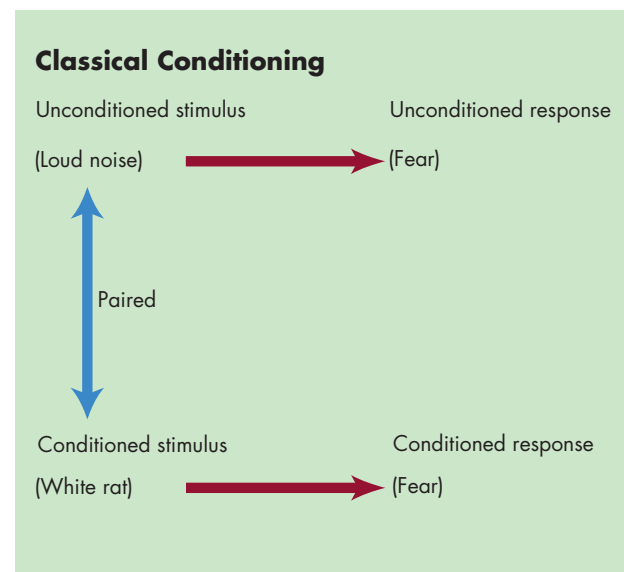 Classical Conditioning
Unconditioned stimulus Unconditioned response
(Loud noise) (Fear)
Paired
Conditioned stimulus Conditioned response
(White rat) (Fear)